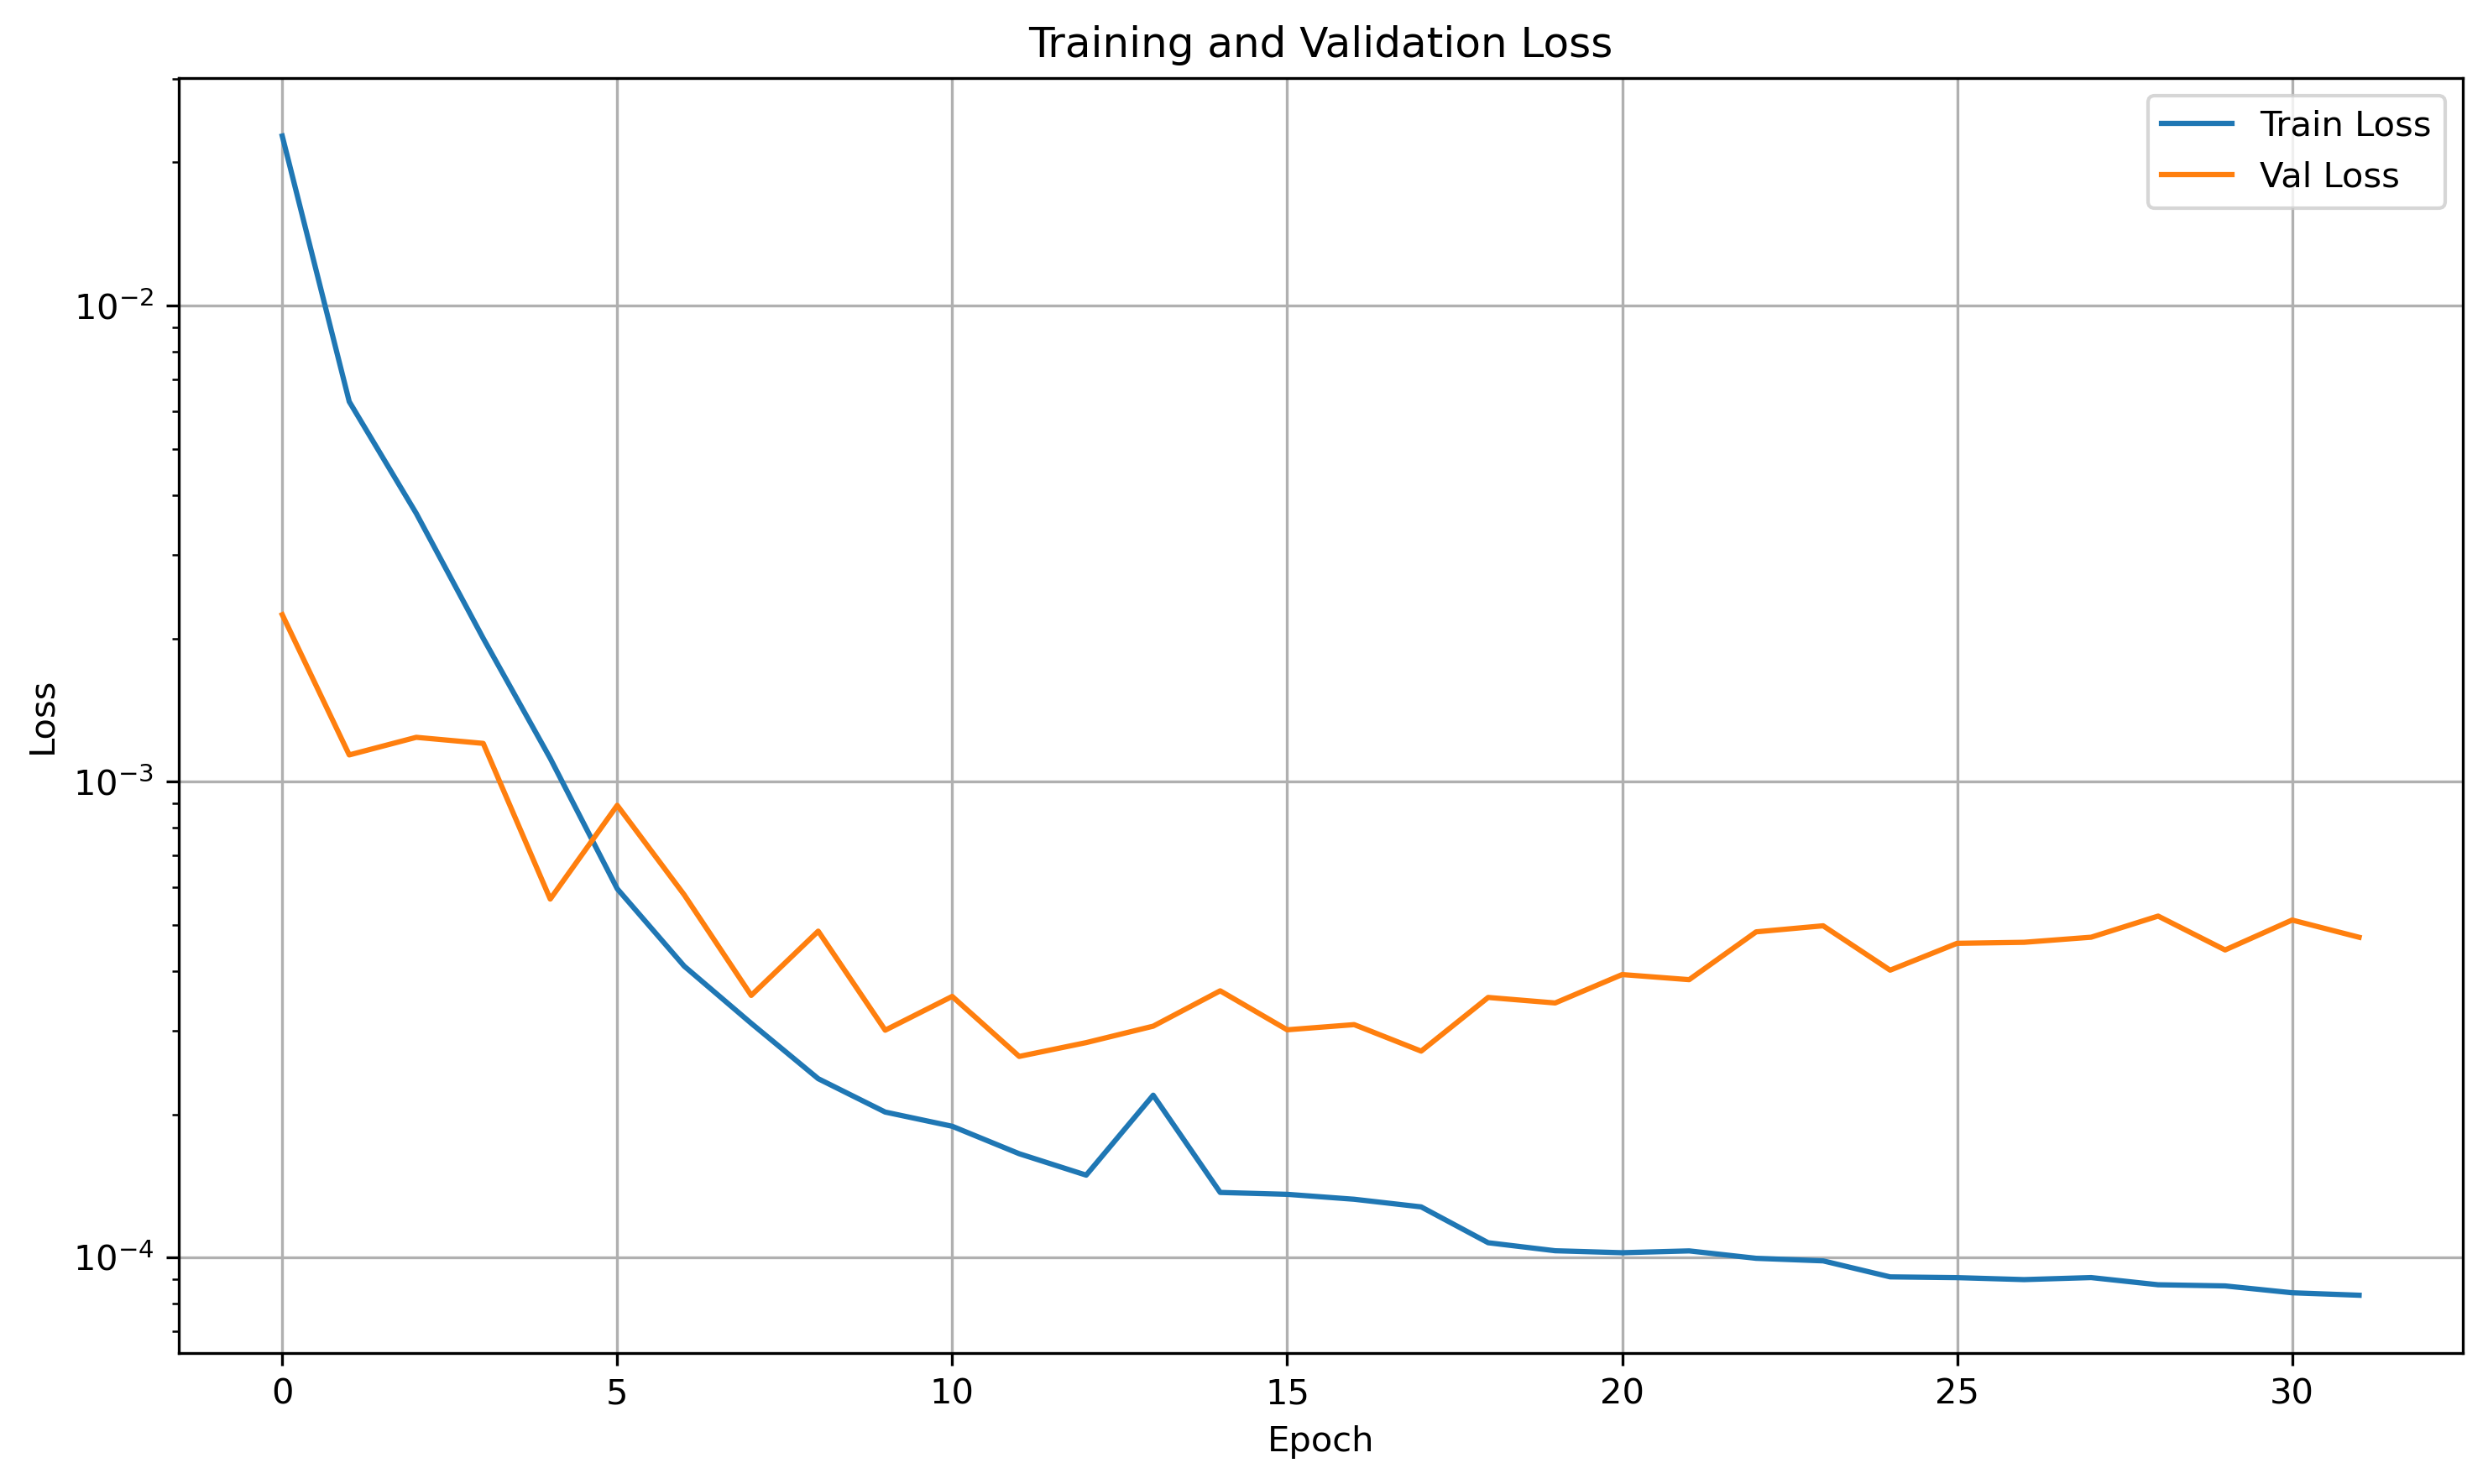 Training and Validation Loss
Train Loss
Val Loss
10⁻²
10⁻³
10⁻⁴
Loss
0 5 10 15 20 25 30
Epoch